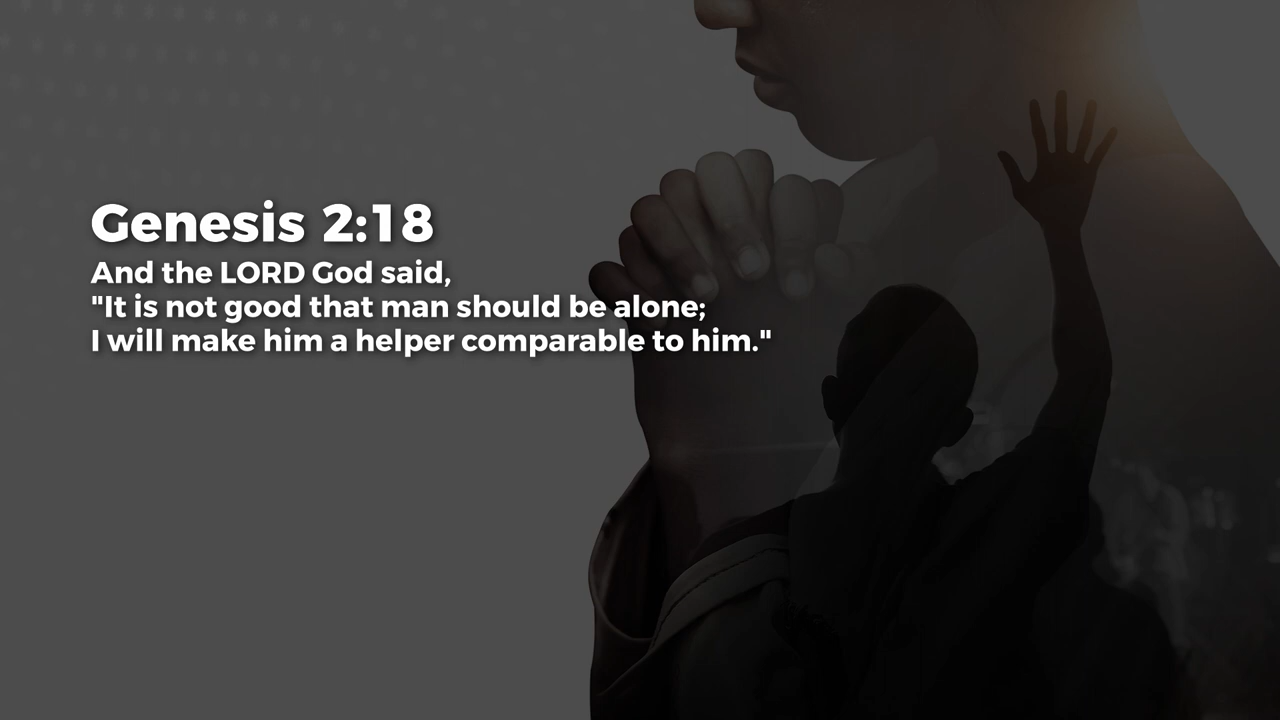 Genesis 2:18
And the LORD God said,
"It is not good that man should be alone;
I will make him a helper comparable to him."